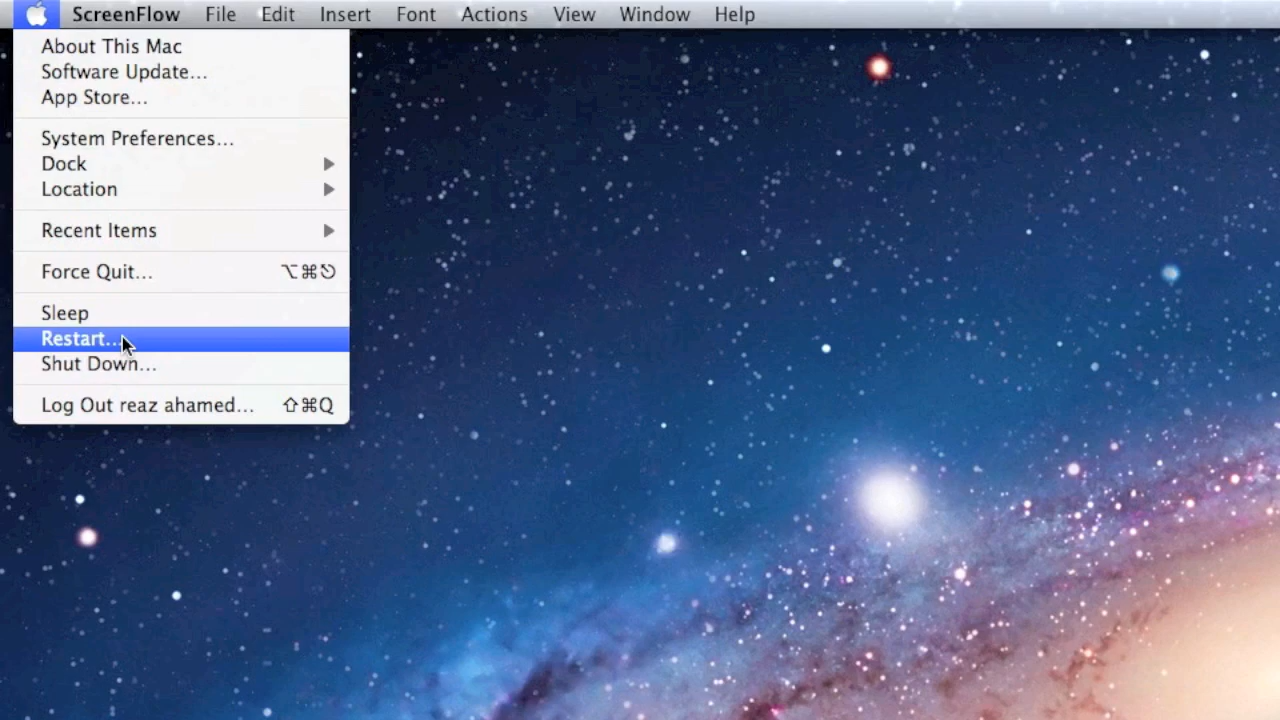 ScreenFlow File Edit Insert Font Actions View Window Help
About This Mac
Software Update...
App Store...
System Preferences...
Dock
Location
Recent Items
Force Quit... ⌥⌘⎋
Sleep
Restart...
Shut Down...
Log Out reaz ahamed... ⇧⌘Q